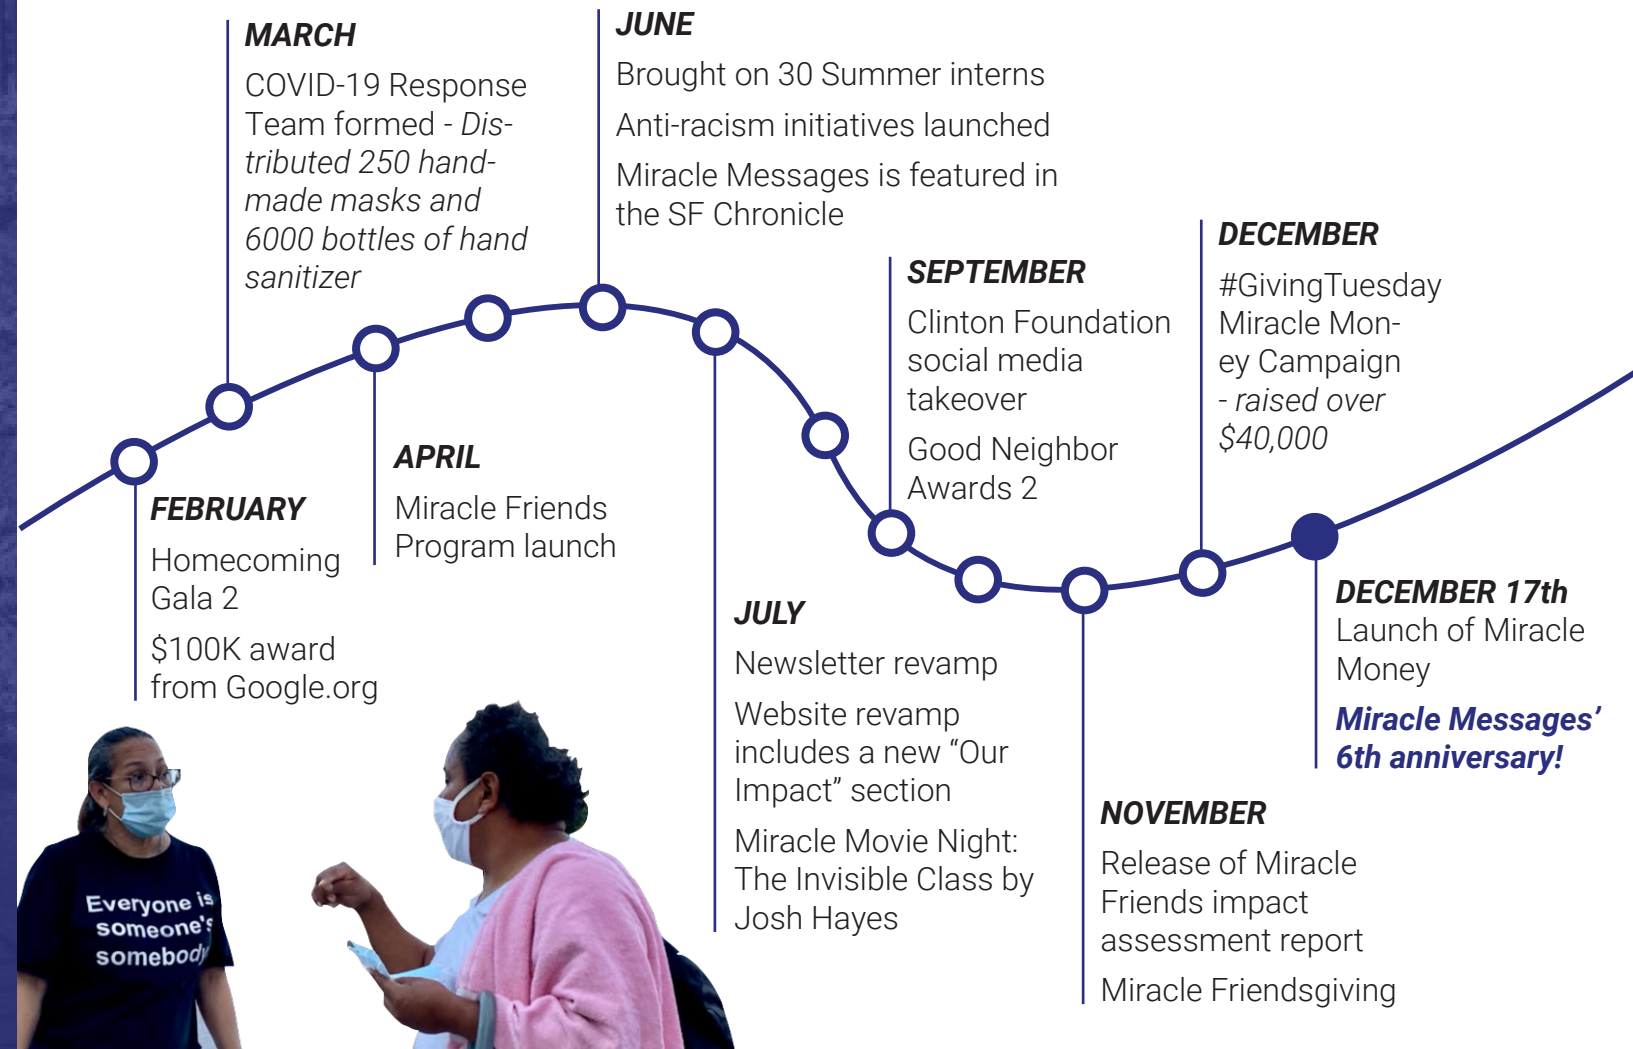 MARCH
COVID-19 Response
Team formed - Dis-
tributed 250 hand-
made masks and
6000 bottles of hand
sanitizer
JUNE
Brought on 30 Summer interns
Anti-racism initiatives launched
Miracle Messages is featured in
the SF Chronicle
SEPTEMBER
Clinton Foundation
social media
takeover
Good Neighbor
Awards 2
DECEMBER
#GivingTuesday
Miracle Mon-
ey Campaign
- raised over
$40,000
FEBRUARY
Homecoming
Gala 2
$100K award
from Google.org
APRIL
Miracle Friends
Program launch
JULY
Newsletter revamp
Website revamp
includes a new “Our
Impact” section
Miracle Movie Night:
The Invisible Class by
Josh Hayes
NOVEMBER
Release of Miracle
Friends impact
assessment report
Miracle Friendsgiving
DECEMBER 17th
Launch of Miracle
Money
Miracle Messages’
6th anniversary!
Everyone is
someone's
somebody